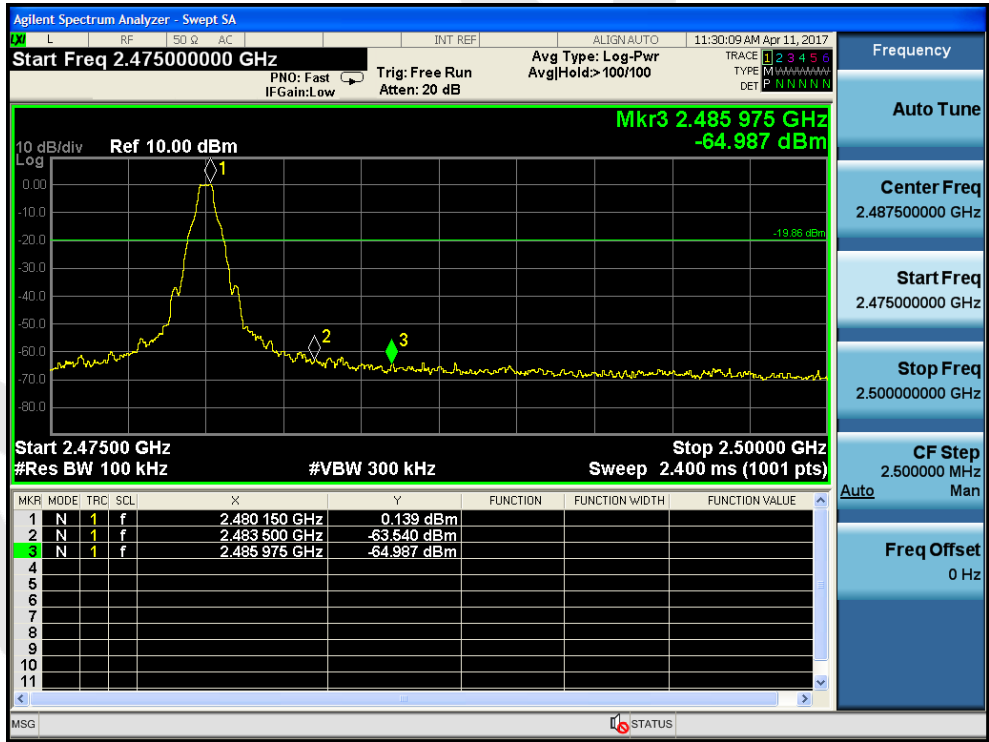 Agilent Spectrum Analyzer - Swept SA
LXI L RF 50 Ω AC INT REF ALIGN AUTO 11:30:09 AM Apr 11, 2017
Start Freq 2.475000000 GHz
PNO: Fast
IFGain:Low
Trig: Free Run
Atten: 20 dB
Avg Type: Log-Pwr
Avg|Hold:>100/100
TRACE 1 2 3 4 5 6
TYPE M W W W W W
DET P N N N N N
Mkr3 2.485 975 GHz
-64.987 dBm
10 dB/div Ref 10.00 dBm
Log
0.00
-10.0
-20.0
-30.0
-40.0
-50.0
-60.0
-70.0
-80.0
1
-19.86 dBm
2
3
Start 2.47500 GHz Stop 2.50000 GHz
#Res BW 100 kHz #VBW 300 kHz Sweep 2.400 ms (1001 pts)
MKR MODE TRC SCL X Y FUNCTION FUNCTION WIDTH FUNCTION VALUE
1 N 1 f 2.480 150 GHz 0.139 dBm
2 N 1 f 2.483 500 GHz -63.540 dBm
3 N 1 f 2.485 975 GHz -64.987 dBm
4
5
6
7
8
9
10
11
MSG STATUS
Frequency
Auto Tune
Center Freq
2.487500000 GHz
Start Freq
2.475000000 GHz
Stop Freq
2.500000000 GHz
CF Step
2.500000 MHz
Auto Man
Freq Offset
0 Hz